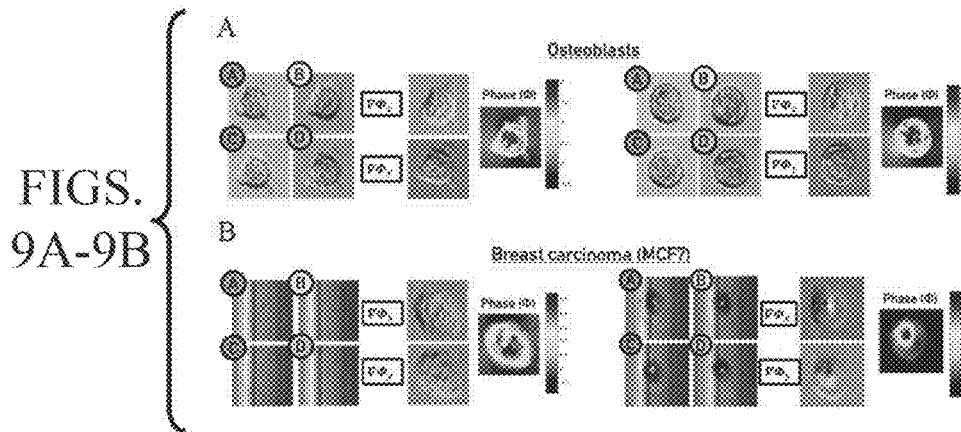 FIGS.
9A-9B
A
Osteoblasts
A B
C D
Phase (Φ)
A B
C D
Phase (Φ)
B
Breast carcinoma (MCF7)
A B
C D
Phase (Φ)
A B
C D
Phase (Φ)